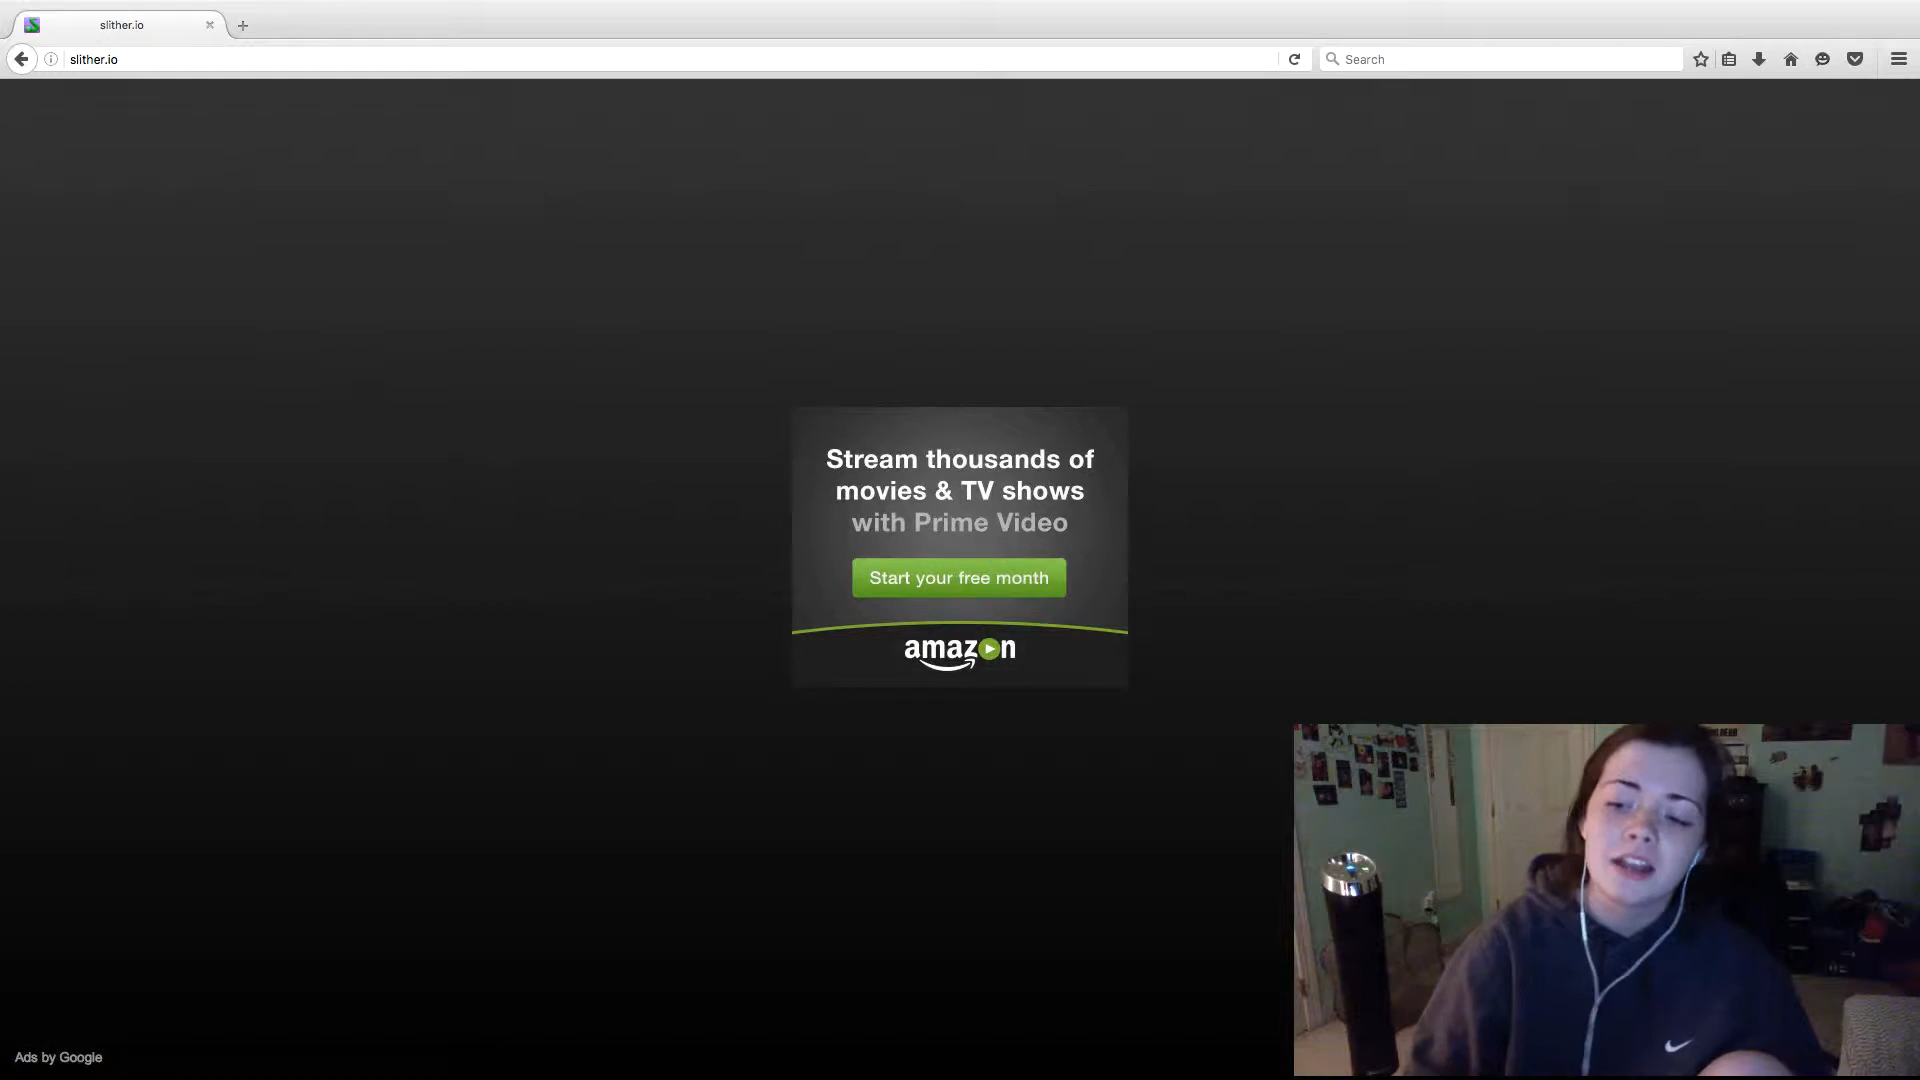 slither.io
slither.io
Search
Stream thousands of
movies & TV shows
with Prime Video
Start your free month
amazon
Ads by Google